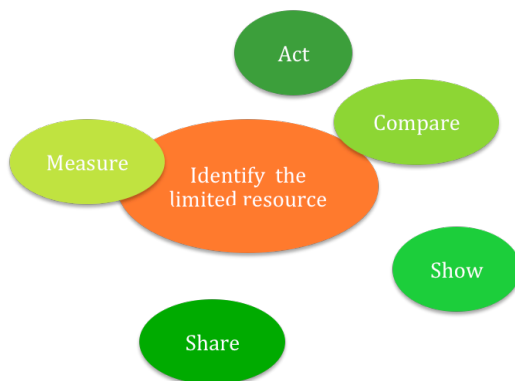 Act
Compare
Measure
Identify the
limited resource
Show
Share